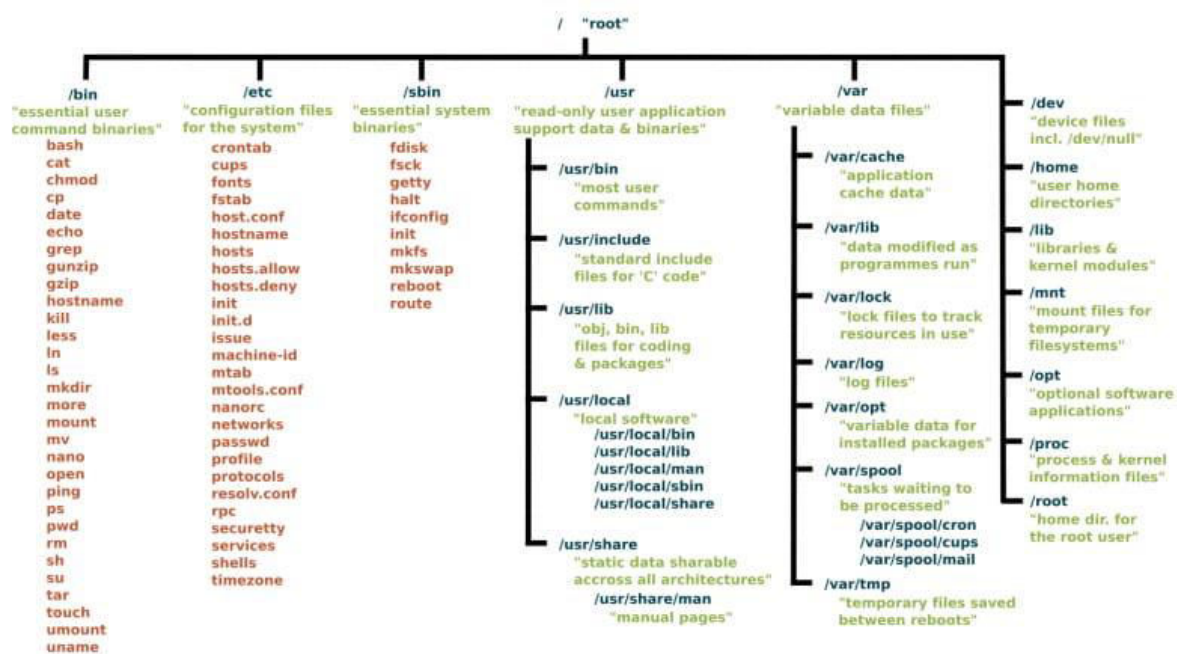 / "root"
/bin
"essential user
command binaries"
bash
cat
chmod
cp
date
echo
grep
gunzip
gzip
hostname
kill
less
ln
ls
mkdir
more
mount
mv
nano
open
ping
ps
pwd
rm
sh
su
tar
touch
umount
uname
/etc
"configuration files
for the system"
crontab
cups
fonts
fstab
host.conf
hostname
hosts
hosts.allow
hosts.deny
init
init.d
issue
machine-id
mtab
mtools.conf
nanorc
networks
passwd
profile
protocols
resolv.conf
rpc
securetty
services
shells
timezone
/sbin
"essential system
binaries"
fdisk
fsck
getty
halt
ifconfig
init
mkfs
mkswap
reboot
route
/usr
"read-only user application
support data & binaries"
/usr/bin
"most user
commands"
/usr/include
"standard include
files for 'C' code"
/usr/lib
"obj, bin, lib
files for coding
& packages"
/usr/local
"local software"
/usr/local/bin
/usr/local/lib
/usr/local/man
/usr/local/sbin
/usr/local/share
/usr/share
"static data sharable
accross all architectures"
/usr/share/man
"manual pages"
/var
"variable data files"
/var/cache
"application
cache data"
/var/lib
"data modified as
programmes run"
/var/lock
"lock files to track
resources in use"
/var/log
"log files"
/var/opt
"variable data for
installed packages"
/var/spool
"tasks waiting to
be processed"
/var/spool/cron
/var/spool/cups
/var/spool/mail
/var/tmp
"temporary files saved
between reboots"
/dev
"device files
incl. /dev/null"
/home
"user home
directories"
/lib
"libraries &
kernel modules"
/mnt
"mount files for
temporary
filesystems"
/opt
"optional software
applications"
/proc
"process & kernel
information files"
/root
"home dir. for
the root user"